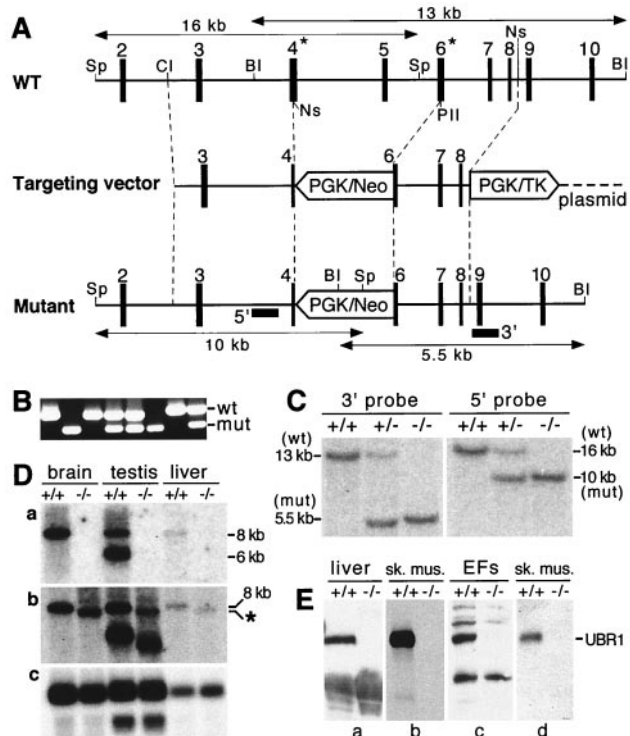 A
13 kb
16 kb
Ns
Sp 2 Cl 3 BI 4* 5 Sp 6* 7 8 9 10 BI
WT
Ns PII
3 4 6 7 8
Targeting vector PGK/Neo PGK/TK
plasmid
Sp 2 3 4 BI Sp 6 7 8 9 10 BI
Mutant PGK/Neo
5' 3'
10 kb 5.5 kb
B
wt
mut
C
3' probe 5' probe
+/+ +/- -/- +/+ +/- -/-
(wt) (wt)
13 kb 16 kb
10 kb
(mut) (mut)
5.5 kb
D
brain testis liver
+/+ -/- +/+ -/- +/+ -/-
a
8 kb
6 kb
b
8 kb
*
c
E
liver sk. mus. EFs sk. mus.
+/+ -/- +/+ -/- +/+ -/- +/+ -/-
UBR1
a b c d